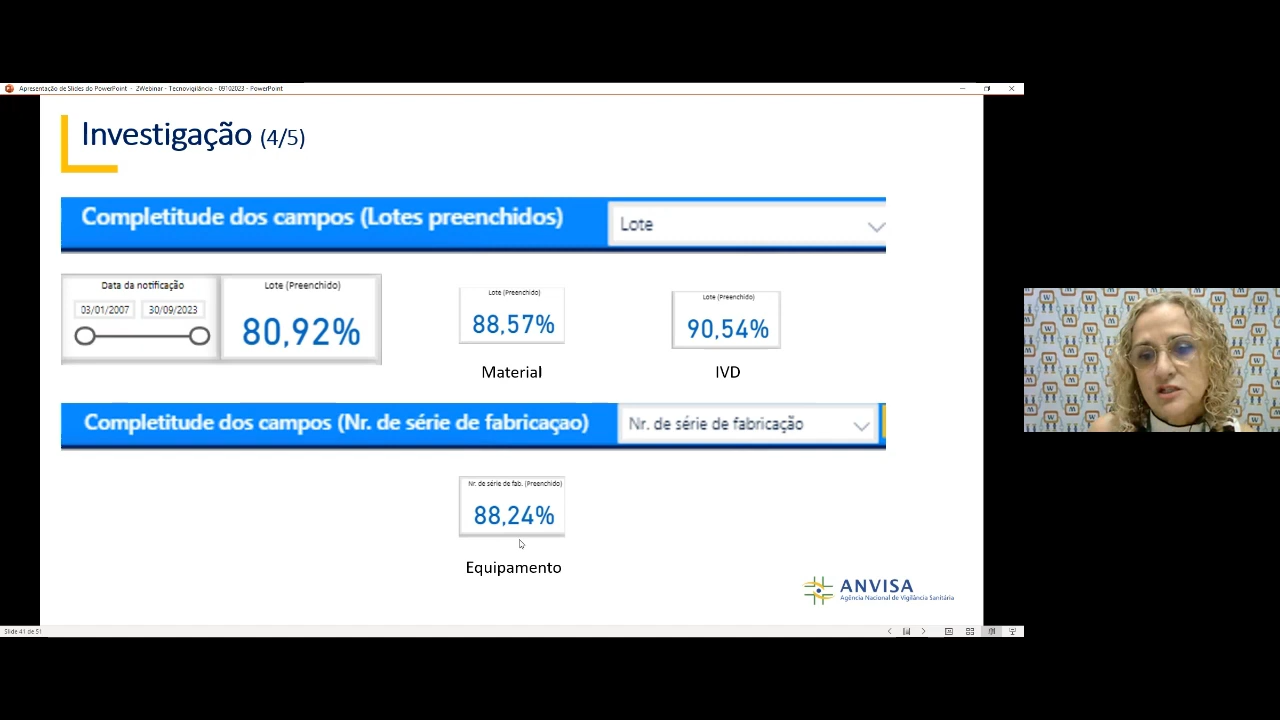 Apresentação de Slides do PowerPoint - 2Webinar - Tecnovigilância - 09102023 - PowerPoint
Investigação (4/5)
Completitude dos campos (Lotes preenchidos)
Lote
Data da notificação
03/01/2007
30/09/2023
Lote (Preenchido)
80,92%
Lote (Preenchido)
88,57%
Material
Lote (Preenchido)
90,54%
IVD
Completitude dos campos (Nr. de série de fabricaçao)
Nr. de série de fabricação
Nr. de série de fab. (Preenchido)
88,24%
Equipamento
ANVISA
Agência Nacional de Vigilância Sanitária
Slide 41 de 51